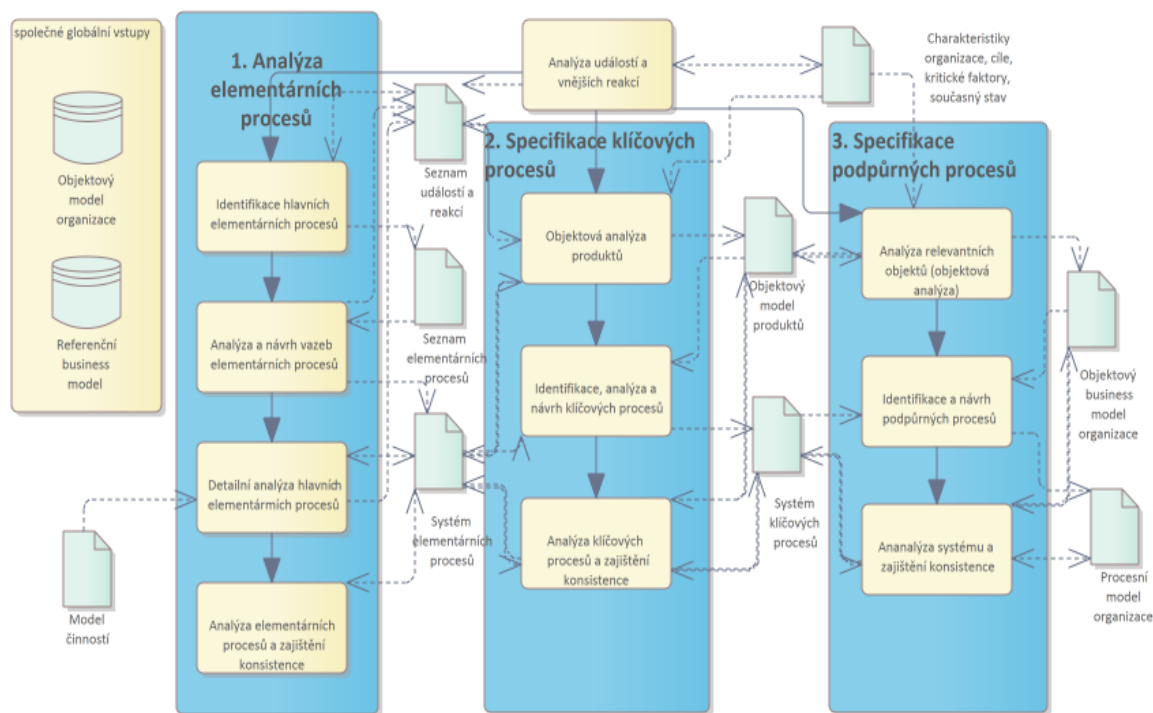 společné globální vstupy
Objektový
model
organizace
Referenční
business
model
1. Analýza
elementárních
procesů
Identifikace hlavních
elementárních procesů
Analýza a návrh vazeb
elementárních procesů
Detailní analýza hlavních
elementármích procesů
Analýza elementárních
procesů a zajištění
konsistence
Model
činností
Analýza událostí a
vnějších reakcí
Seznam
událostí a
reakcí
Seznam
elementárních
procesů
Systém
elementárních
procesů
2. Specifikace klíčových
procesů
Objektová analýza
produktů
Identifikace, analýza a
návrh klíčových procesů
Analýza klíčových
procesů a zajištění
konsistence
Objektový
model
produktů
Systém
klíčových
procesů
Charakteristiky
organizace, cíle,
kritické faktory,
současný stav
3. Specifikace
podpůrných procesů
Analýza relevantních
objektů (objektová
analýza)
Identifikace a návrh
podpůrných procesů
Ananalýza systému a
zajištění konsistence
Objektový
business
model
organizace
Procesní
model
organizace